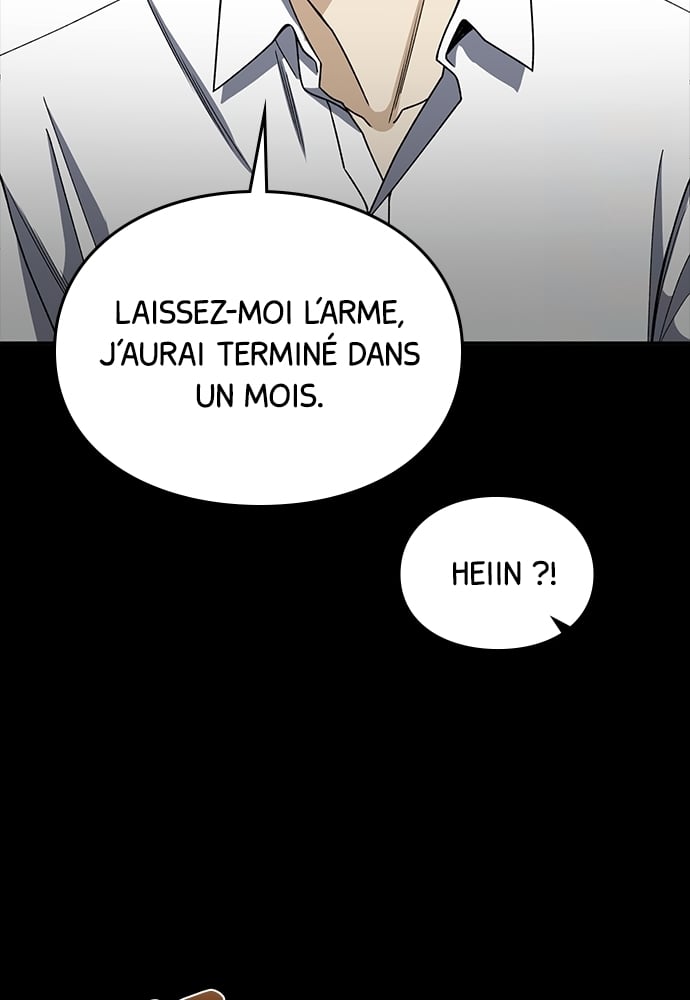 LAISSEZ-MOI L'ARME,
J'AURAI TERMINÉ DANS
UN MOIS.
HEIIN ?!